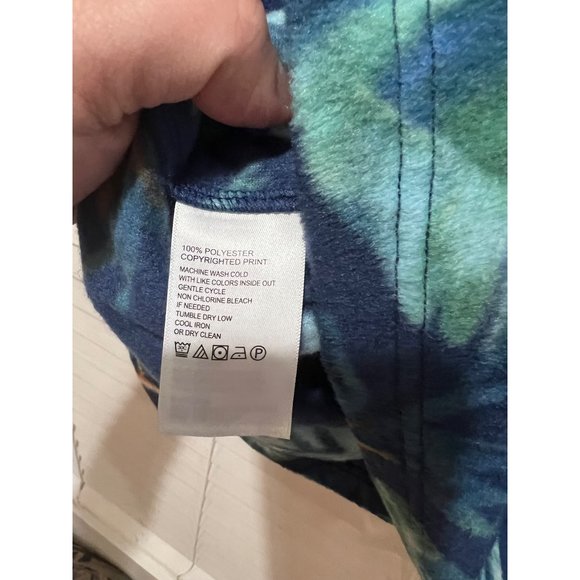 100% POLYESTER
COPYRIGHTED PRINT
MACHINE WASH COLD
WITH LIKE COLORS INSIDE OUT
GENTLE CYCLE
NON CHLORINE BLEACH
IF NEEDED
TUMBLE DRY LOW
COOL IRON
OR DRY CLEAN
30C P